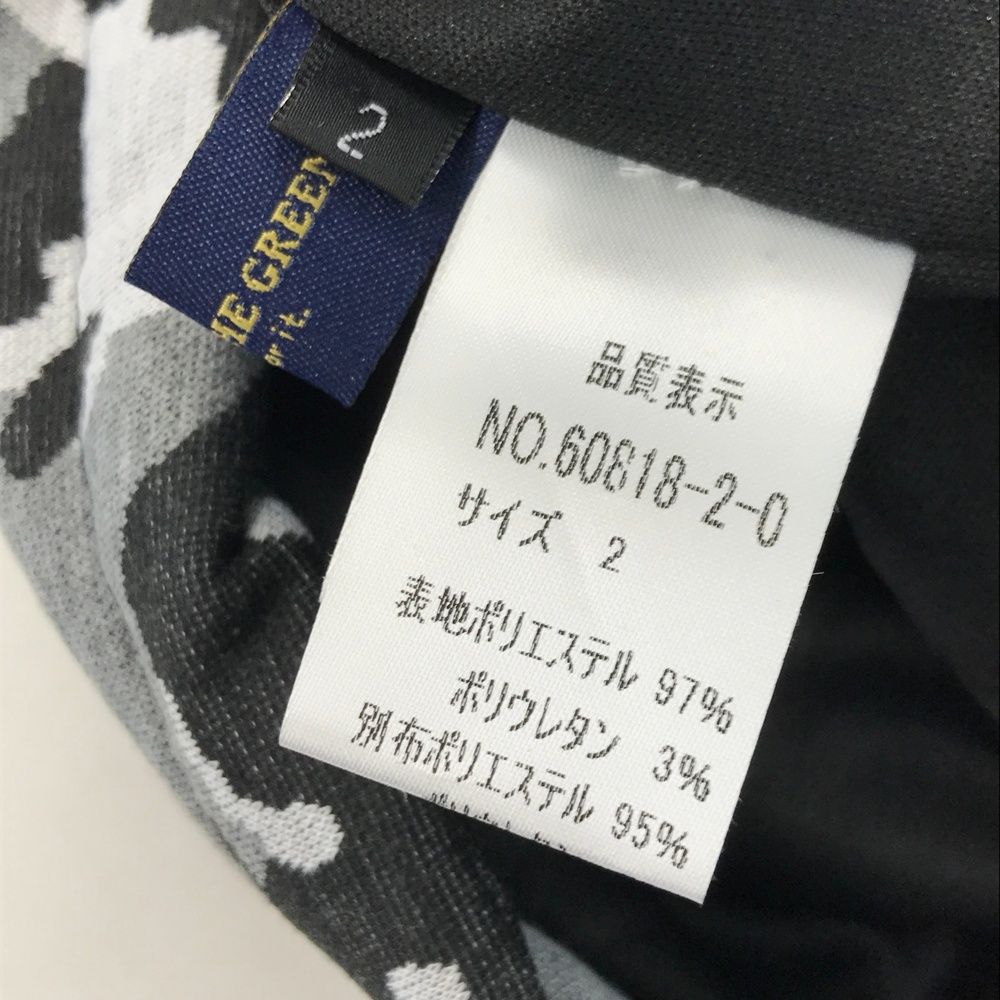 2
HE GREEN
or it.
品質表示
NO.60818-2-0
サイズ 2
表地ポリエステル 97%
ポリウレタン 3%
別布ポリエステル 95%